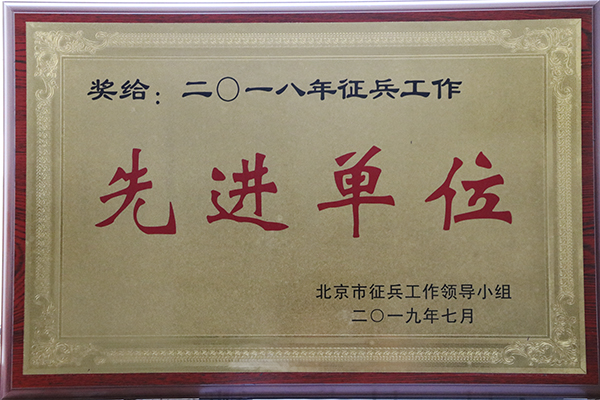 奖给：二〇一八年征兵工作
先进单位
北京市征兵工作领导小组
二〇一九年七月